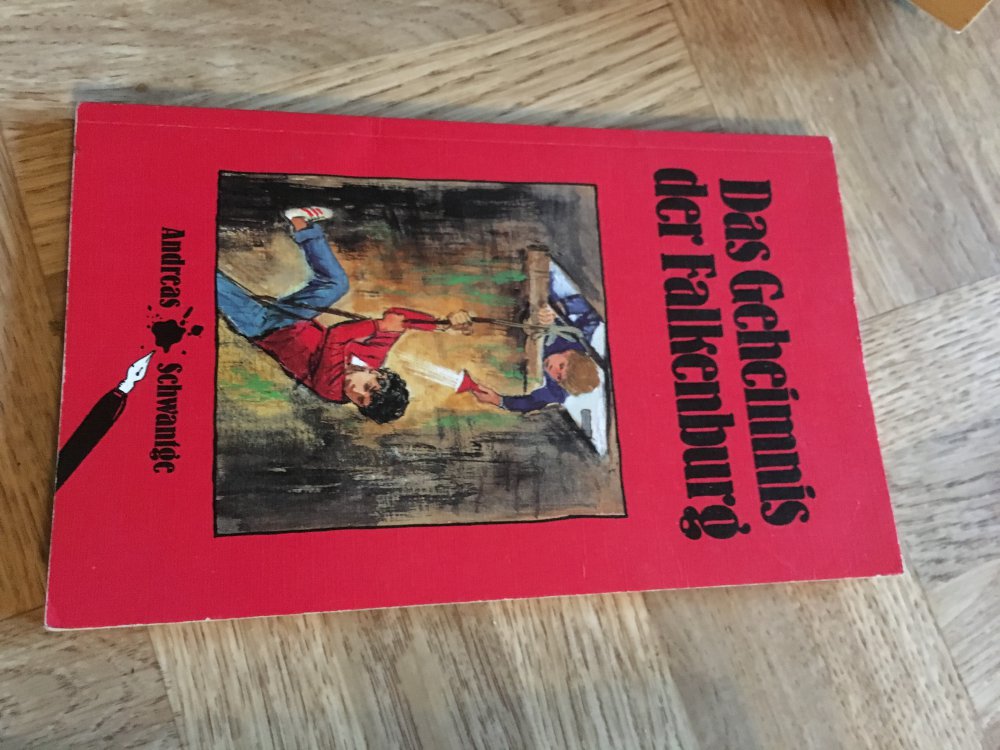 Das Geheimnis
der Falkenburg
Andreas Schwantge